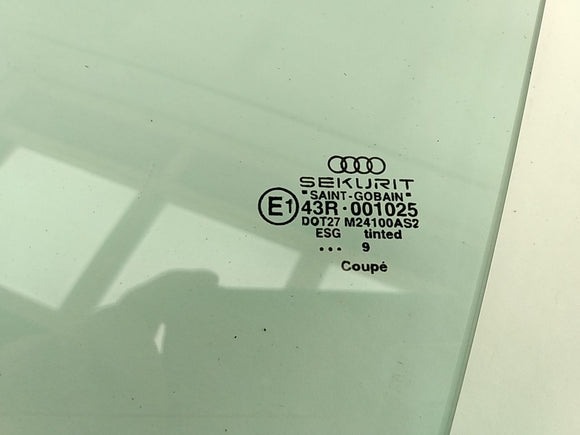 SEKURIT
"SAINT-GOBAIN"
E1 43R·001025
DOT27 M24100AS2
ESG tinted
... 9
Coupé